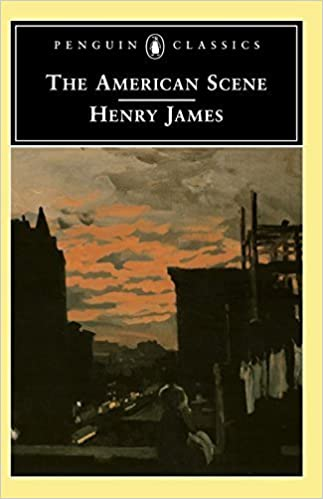 PENGUIN CLASSICS
THE AMERICAN SCENE
HENRY JAMES